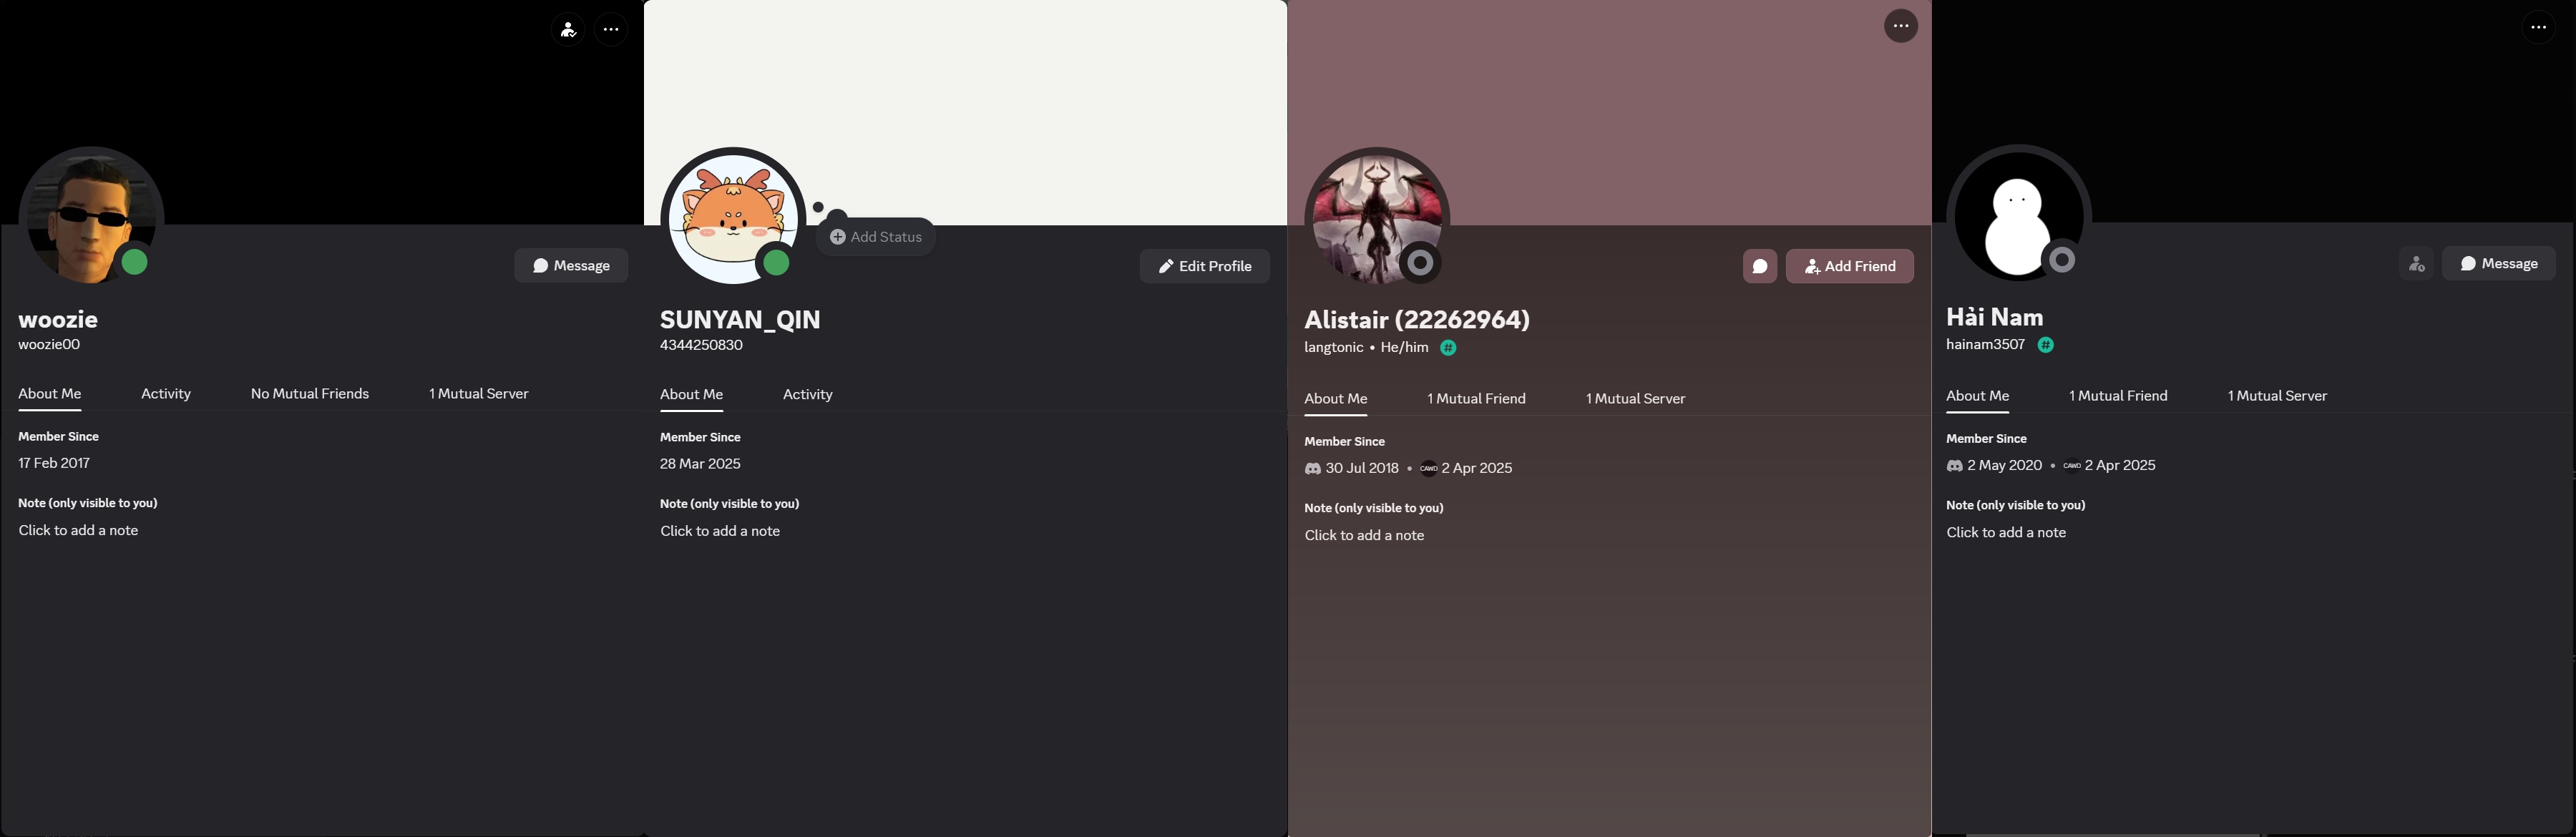 woozie
woozie00
Message
About Me
Activity
No Mutual Friends
1 Mutual Server
Member Since
17 Feb 2017
Note (only visible to you)
Click to add a note
Add Status
Edit Profile
SUNYAN_QIN
4344250830
About Me
Activity
Member Since
28 Mar 2025
Note (only visible to you)
Click to add a note
Add Friend
Alistair (22262964)
langtonic • He/him #
About Me
1 Mutual Friend
1 Mutual Server
Member Since
30 Jul 2018 • CAWD 2 Apr 2025
Note (only visible to you)
Click to add a note
Message
Hải Nam
hainam3507 #
About Me
1 Mutual Friend
1 Mutual Server
Member Since
2 May 2020 • CAWD 2 Apr 2025
Note (only visible to you)
Click to add a note